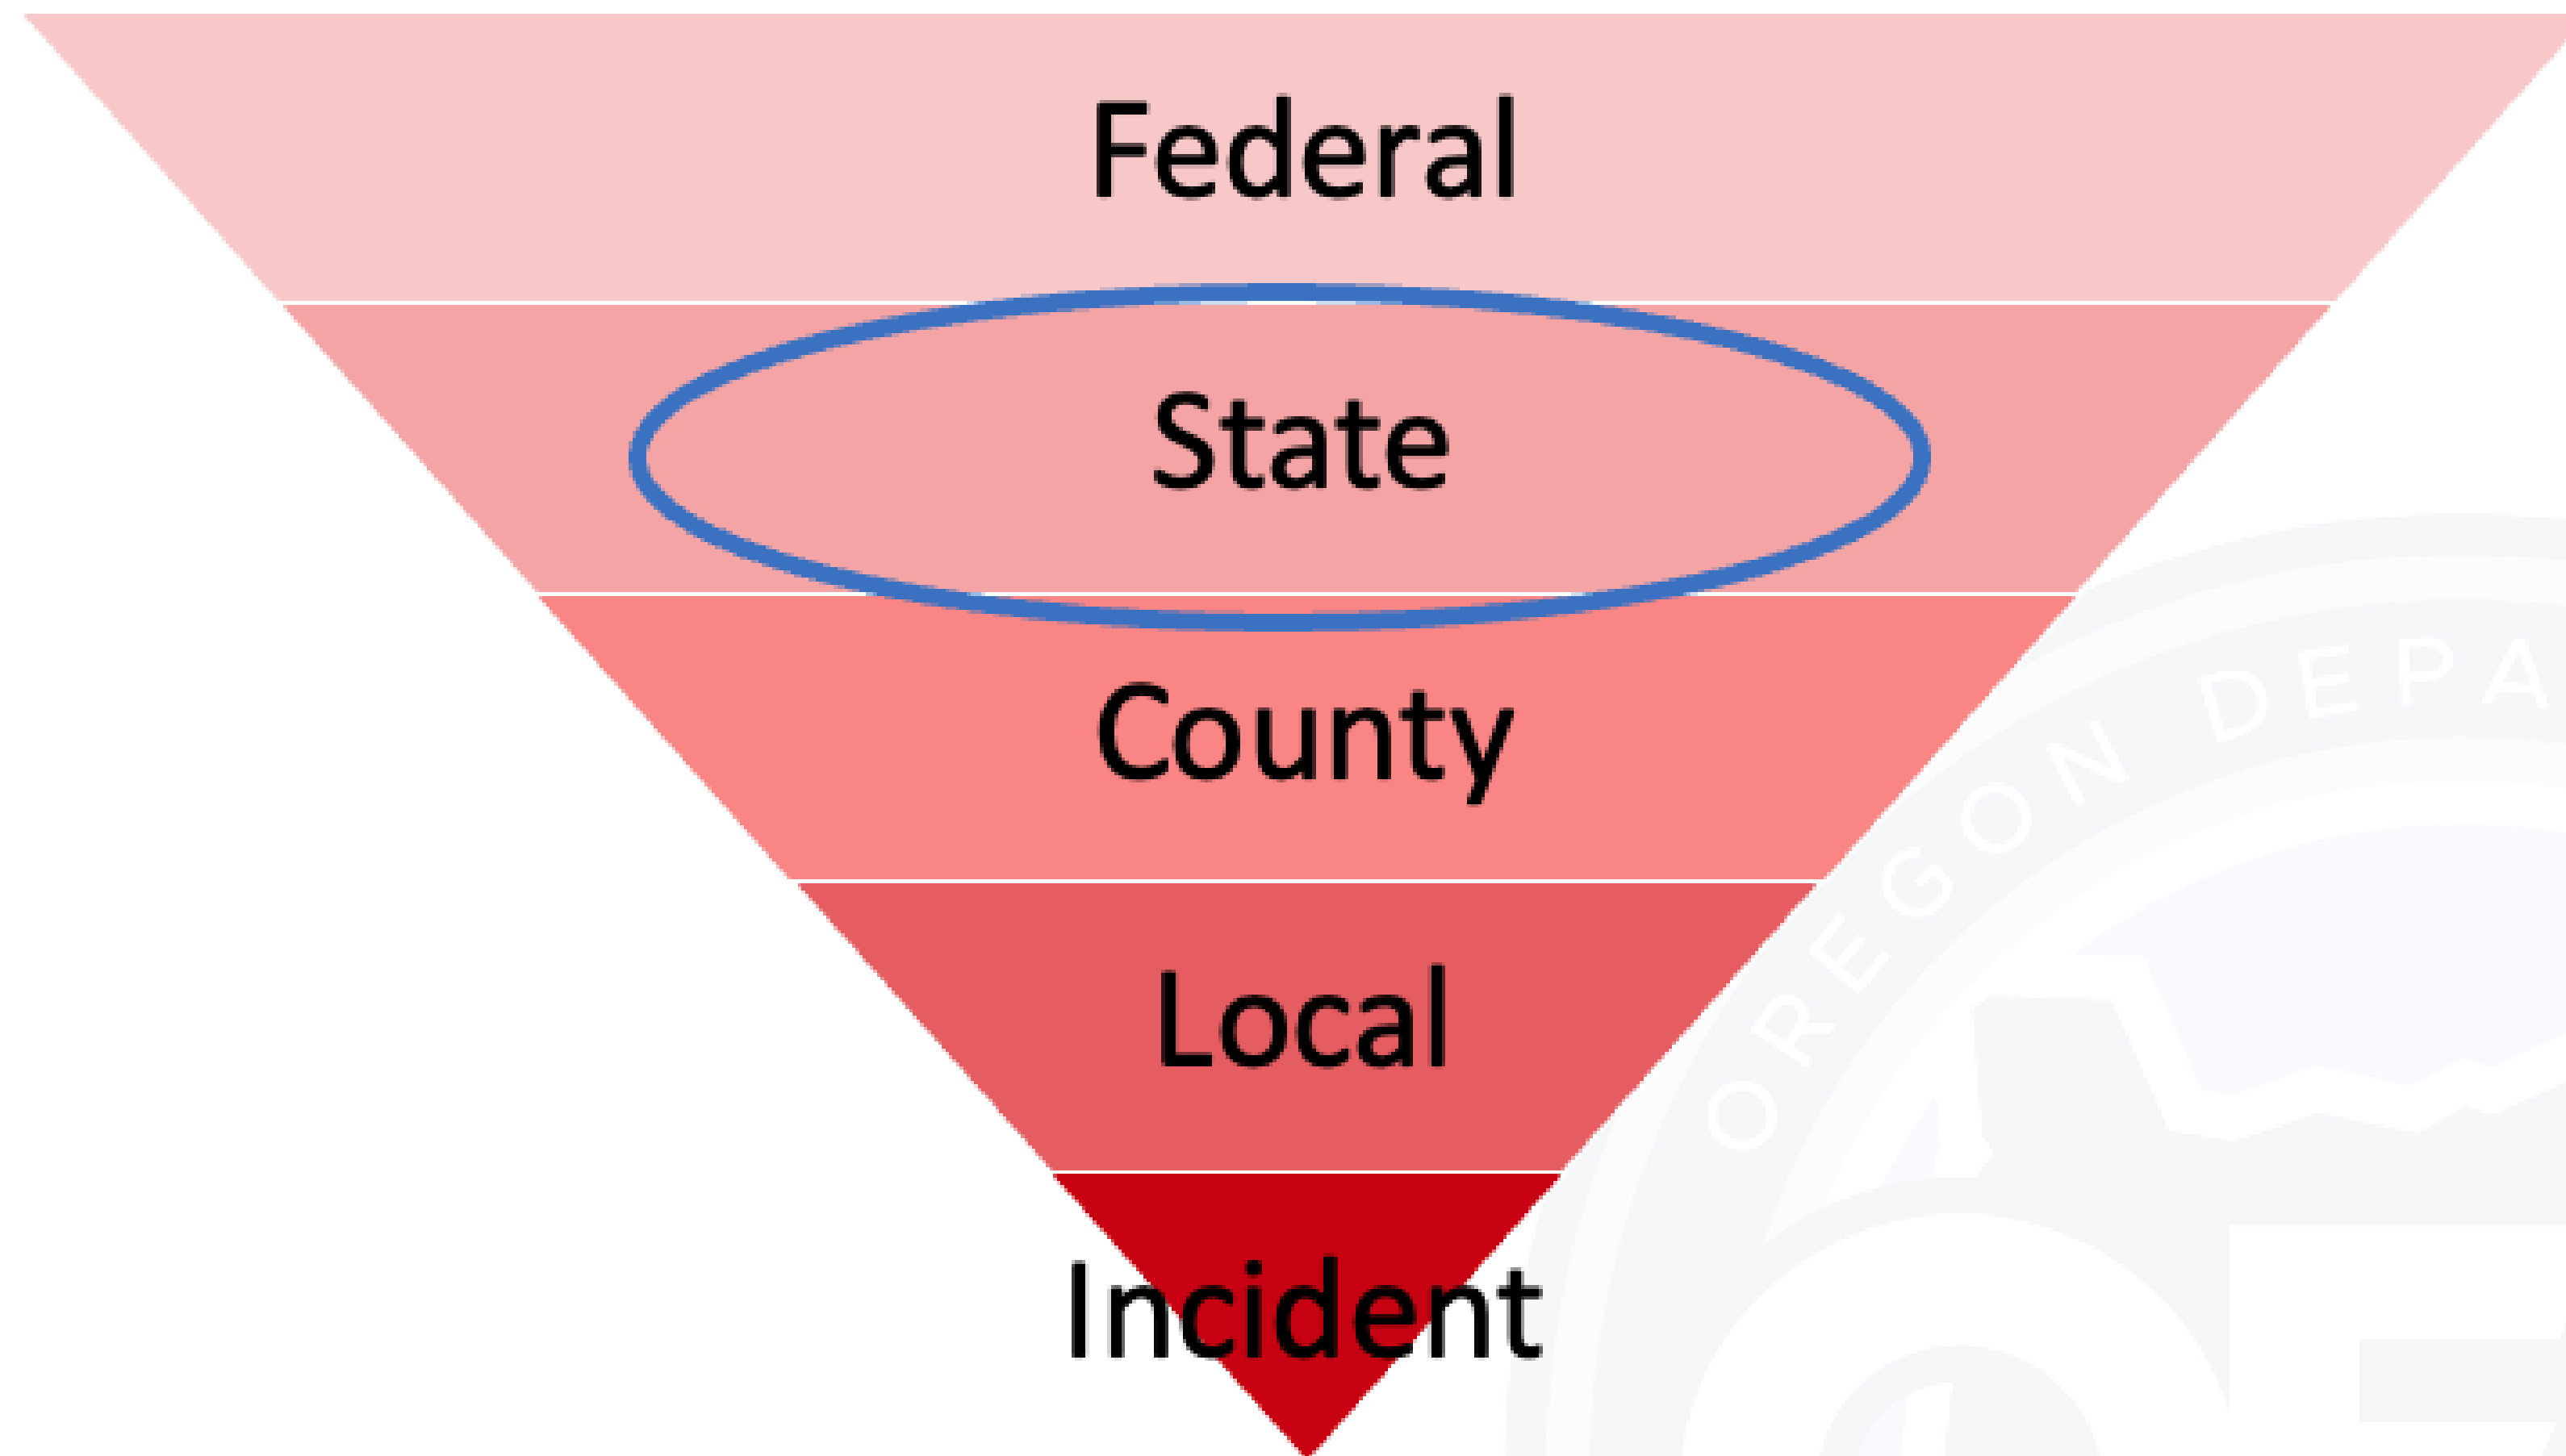 Federal
State
County
Local
Incident
OREGON DEPA